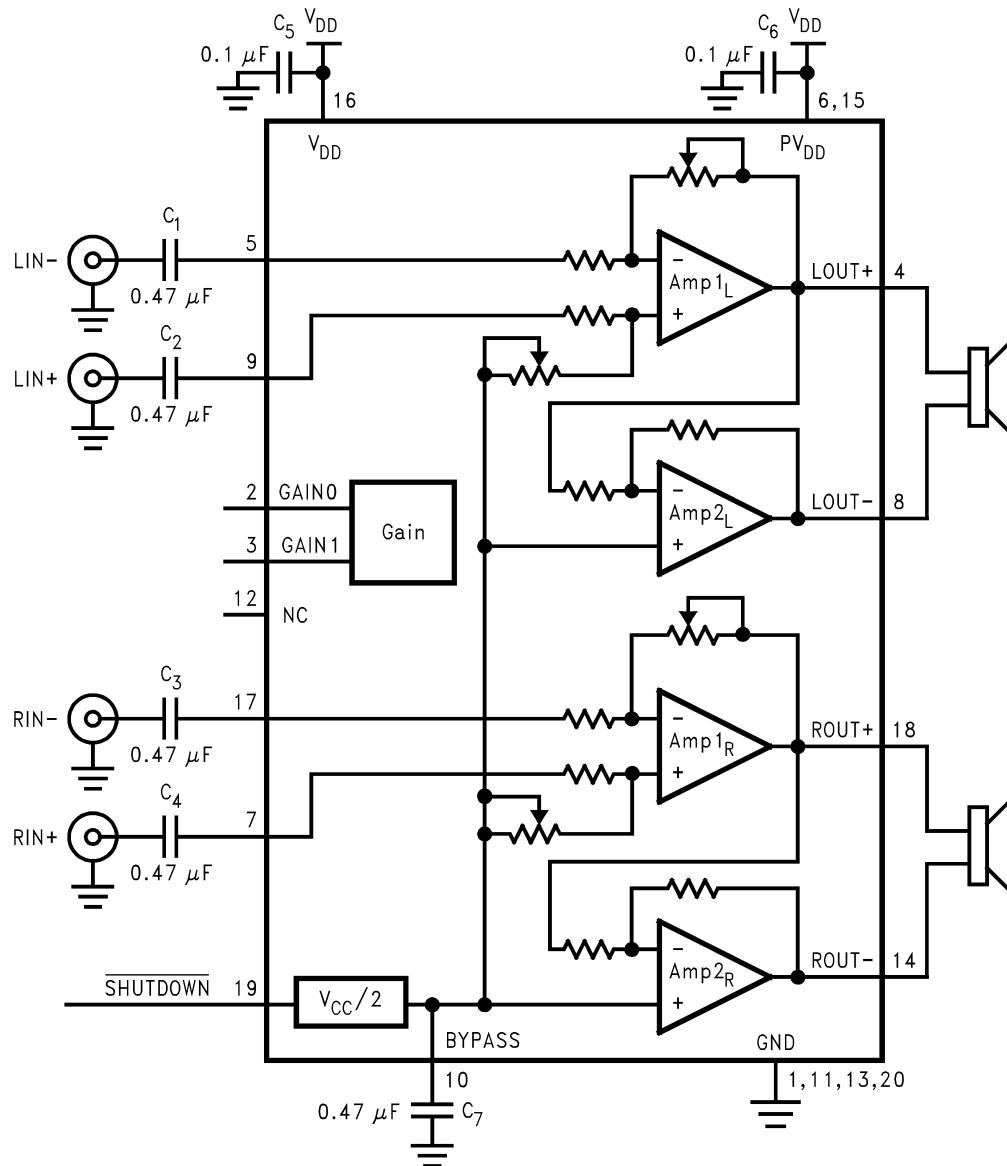 C5 VDD
0.1 μF
16
VDD
C6 VDD
0.1 μF
6,15
PVDD
LIN-
C1
0.47 μF
5
LIN+
C2
0.47 μF
9
- Amp1L +
LOUT+ 4
2 GAIN0
3 GAIN1
Gain
12 NC
- Amp2L +
LOUT- 8
RIN-
C3
0.47 μF
17
RIN+
C4
0.47 μF
7
- Amp1R +
ROUT+ 18
- Amp2R +
ROUT- 14
SHUTDOWN 19
VCC/2
BYPASS
10
0.47 μF C7
GND
1,11,13,20